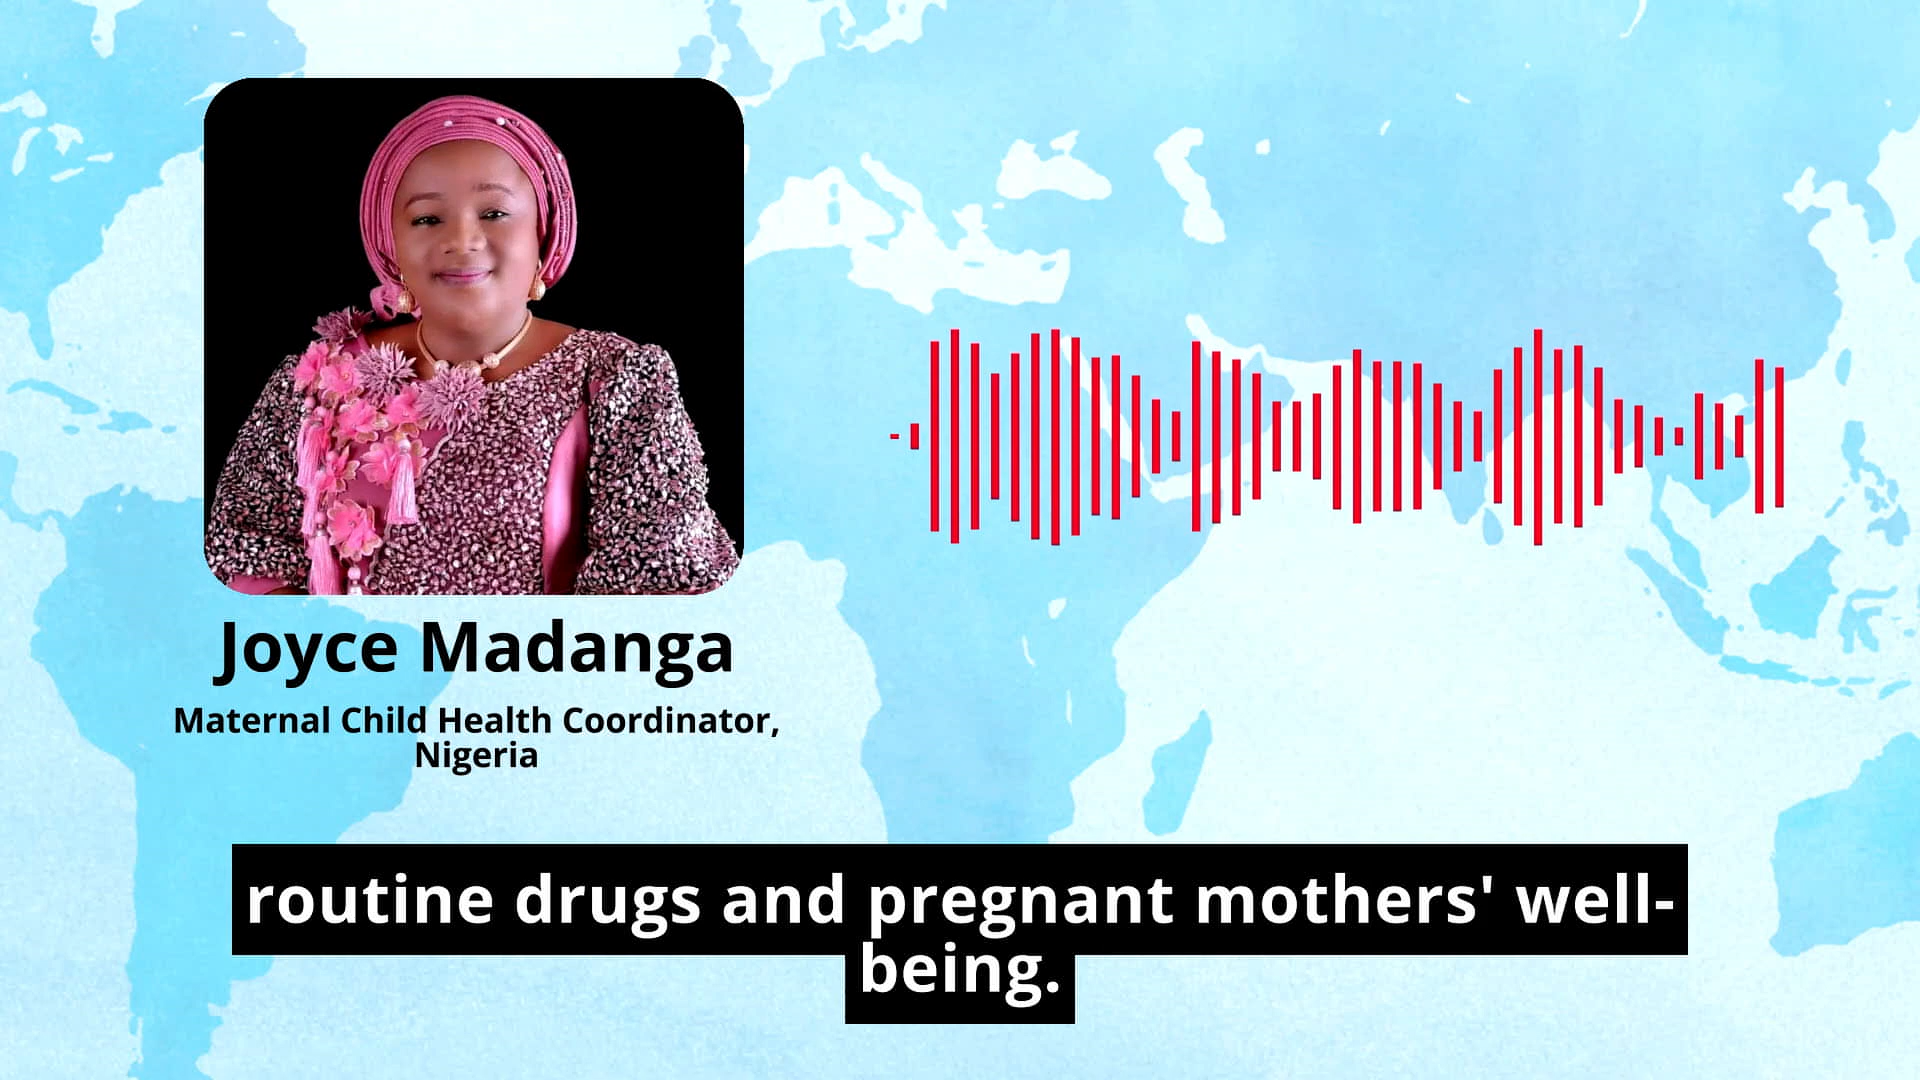 Joyce Madanga
Maternal Child Health Coordinator,
Nigeria
routine drugs and pregnant mothers' well-
being.